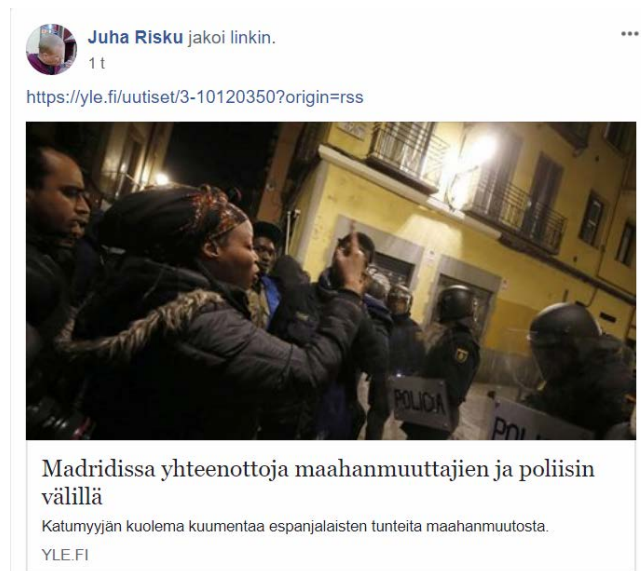 Juha Risku jakoi linkin.
1 t
https://yle.fi/uutiset/3-10120350?origin=rss
POLICIA
POLI
Madridissa yhteenottoja maahanmuuttajien ja poliisin
välillä
Katumyyjän kuolema kuumentaa espanjalaisten tunteita maahanmuutosta.
YLE.FI